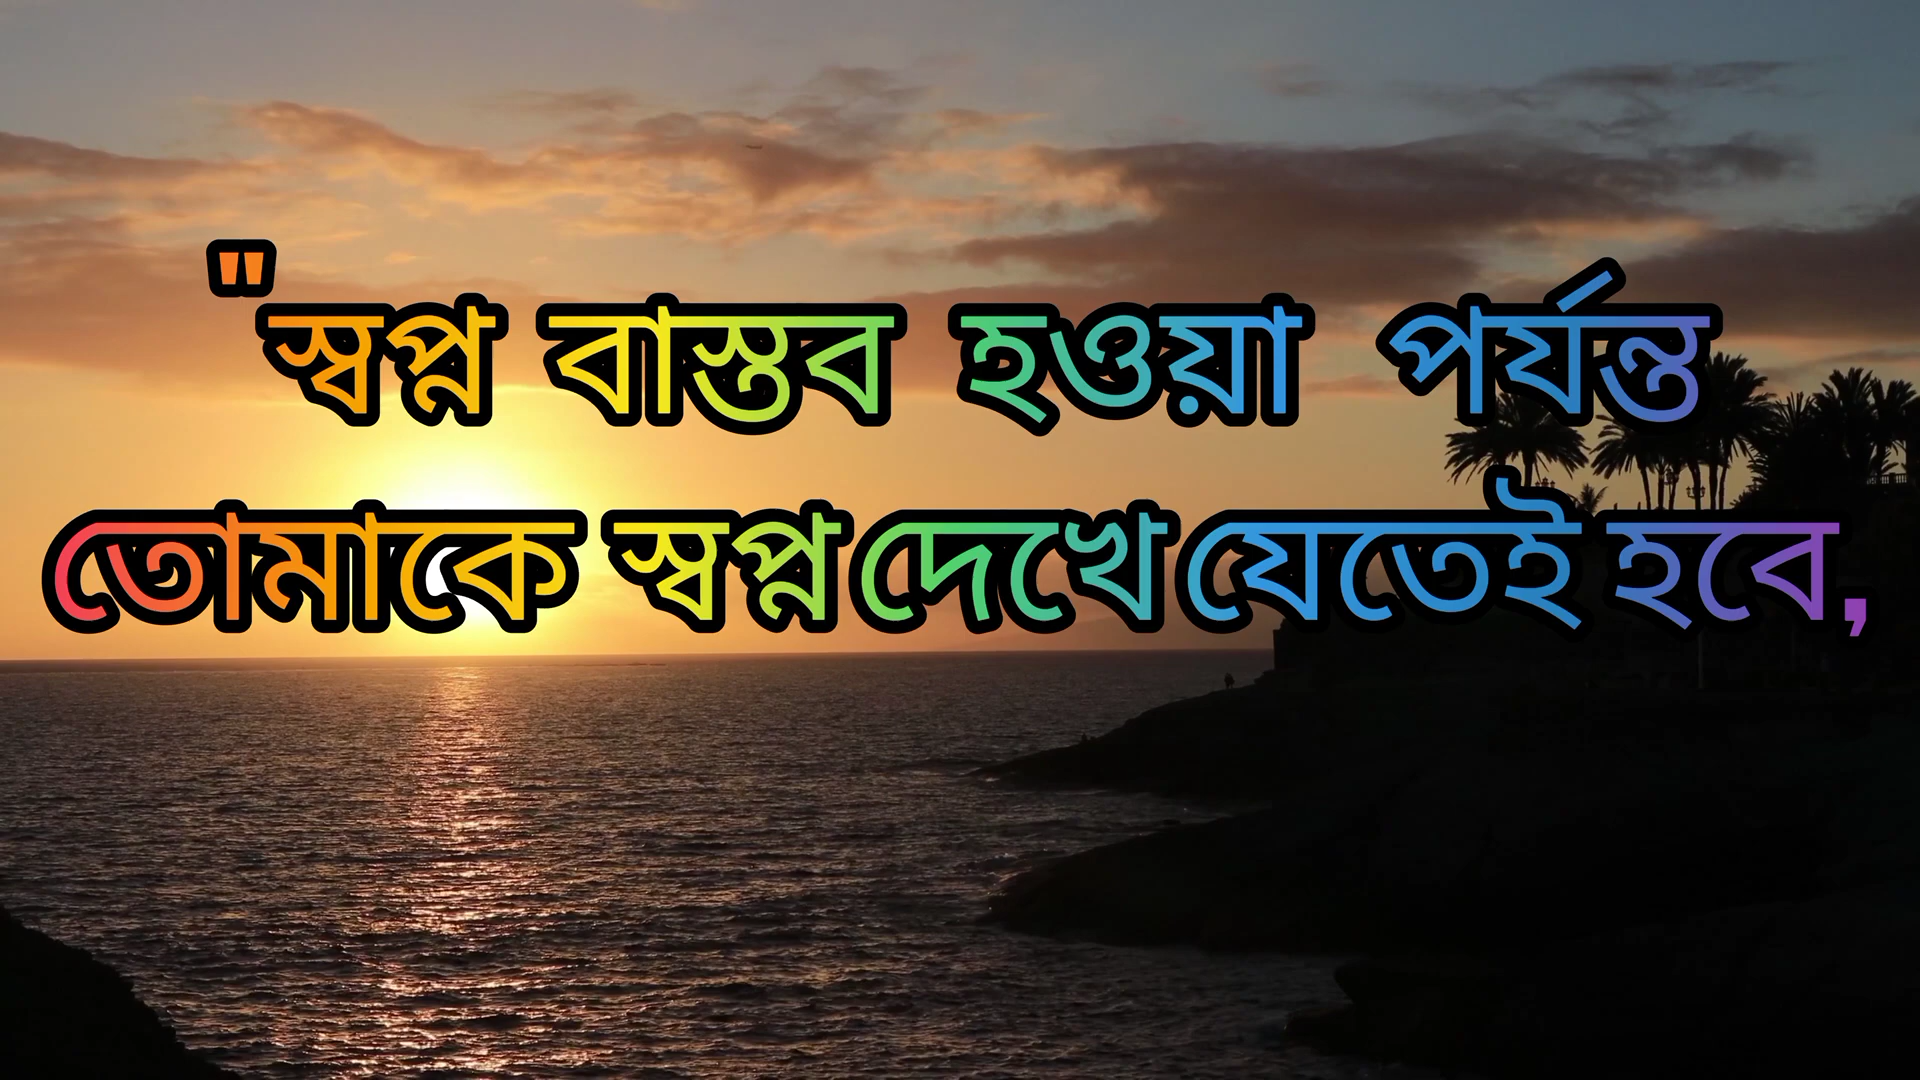 "স্বপ্ন বাস্তব হওয়া পর্যন্ত
তোমাকে স্বপ্ন দেখে যেতেই হবে,